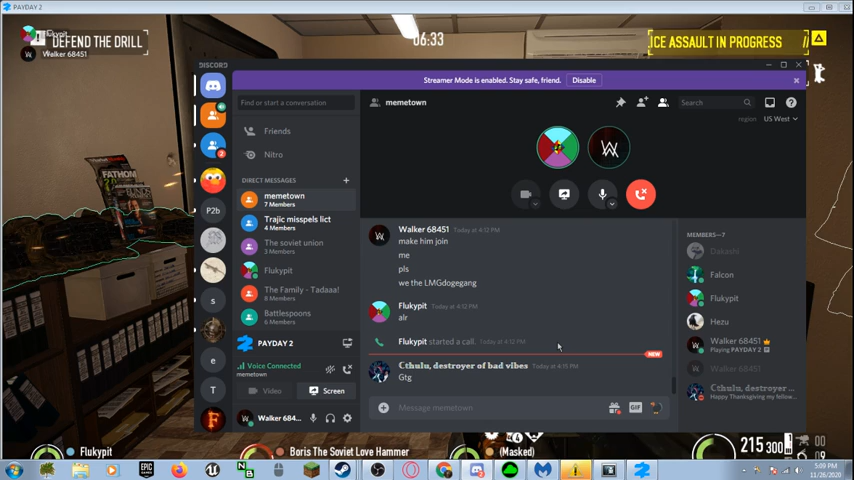 PAYDAY 2
Flukypit
Walker 68451
DEFEND THE DRILL
06:33
ICE ASSAULT IN PROGRESS
DISCORD
Streamer Mode is enabled. Stay safe, friend.
Disable
Find or start a conversation
memetown
Search
region
US West
Friends
Nitro
DIRECT MESSAGES
memetown
7 Members
Trajic misspels list
4 Members
The soviet union
3 Members
Flukypit
The Family - Tadaaa!
8 Members
Battlespoons
6 Members
PAYDAY 2
Voice Connected
memetown
Video
Screen
Walker 684...
P2b
s
e
T
2
FATHOM
Walker 68451 Today at 4:12 PM
make him join
me
pls
we the LMGdogegang
Flukypit Today at 4:12 PM
alr
Flukypit started a call. Today at 4:12 PM
NEW
Cthulu, destroyer of bad vibes
Gtg
Message memetown
GIF
MEMBERS—7
Dakashi
Falcon
Flukypit
Hezu
Walker 68451
Playing PAYDAY 2
Walker 68451
Cthulu, destroyer ...
Happy Thanksgiving my fellow...
Flukypit
Boris The Soviet Love Hammer
(Masked)
215 300
EPIC GAMES
N
B
5:09 PM
11/26/2020